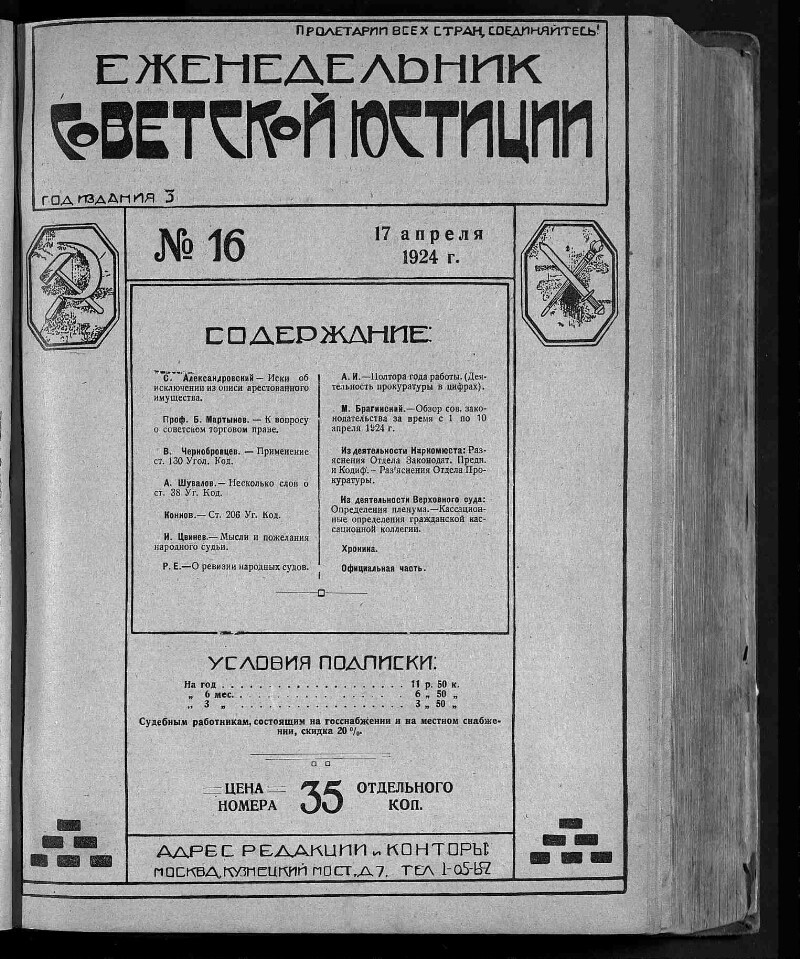 ПРОЛЕТАРИИ ВСЕХ СТРАН, СОЕДИНЯЙТЕСЬ!
ЕЖЕНЕДЕЛЬНИК
СОВЕТСКОЙ ЮСТИЦИИ
ГОД ИЗДАНИЯ 3
№ 16
17 апреля
1924 г.
СОДЕРЖАНИЕ:
С. Александровский — Иски об
исключении из описи арестованного
имущества.
Проф. Б. Мартынов. — К вопросу
о советском торговом праве.
В. Чернобровцев. — Применение
ст. 130 Угол. Код.
А. Шувалов. — Несколько слов о
ст. 38 Уг. Код.
Коннов. — Ст. 206 Уг. Код.
И. Цвинев. — Мысли и пожелания
народного судьи.
Р. Е. — О ревизии народных судов.
А. И. — Полтора года работы. (Дея-
тельность прокуратуры в цифрах).
М. Брагинский. — Обзор сов. зако-
нодательства за время с 1 по 10
апреля 1924 г.
Из деятельности Наркомюста: Раз-
яснения Отдела Законодат. Предп.
и Кодиф. – Раз'яснения Отдела Про-
куратуры.
Из деятельности Верховного суда:
Определения пленума. — Кассацион-
ные определения гражданской кас-
сационной коллегии.
Хроника.
Официальная часть.
УСЛОВИЯ ПОДПИСКИ:
На год . . . . . . . . . . . . . . . . . . . 11 р. 50 к.
„ 6 мес. . . . . . . . . . . . . . . . . . . 6 „ 50 „
„ 3 „ . . . . . . . . . . . . . . . . . . . 3 „ 50 „
Судебным работникам, состоящим на госснабжении и на местном снабже-
нии, скидка 20 %.
ЦЕНА ОТДЕЛЬНОГО
35
НОМЕРА КОП.
АДРЕС РЕДАКЦИИ и КОНТОРЫ:
МОСКВА, КУЗНЕЦКИЙ МОСТ, Д 7. ТЕЛ 1-05-87